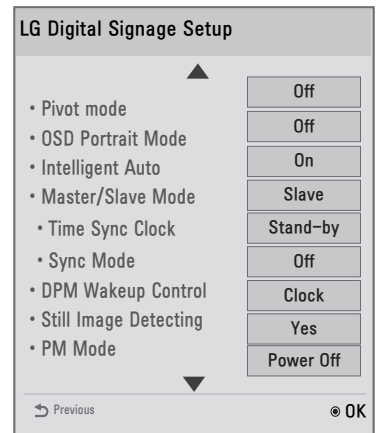 LG Digital Signage Setup
• Pivot mode Off
• OSD Portrait Mode Off
• Intelligent Auto On
• Master/Slave Mode Slave
• Time Sync Clock Stand-by
• Sync Mode Off
• DPM Wakeup Control Clock
• Still Image Detecting Yes
• PM Mode Power Off
Previous OK